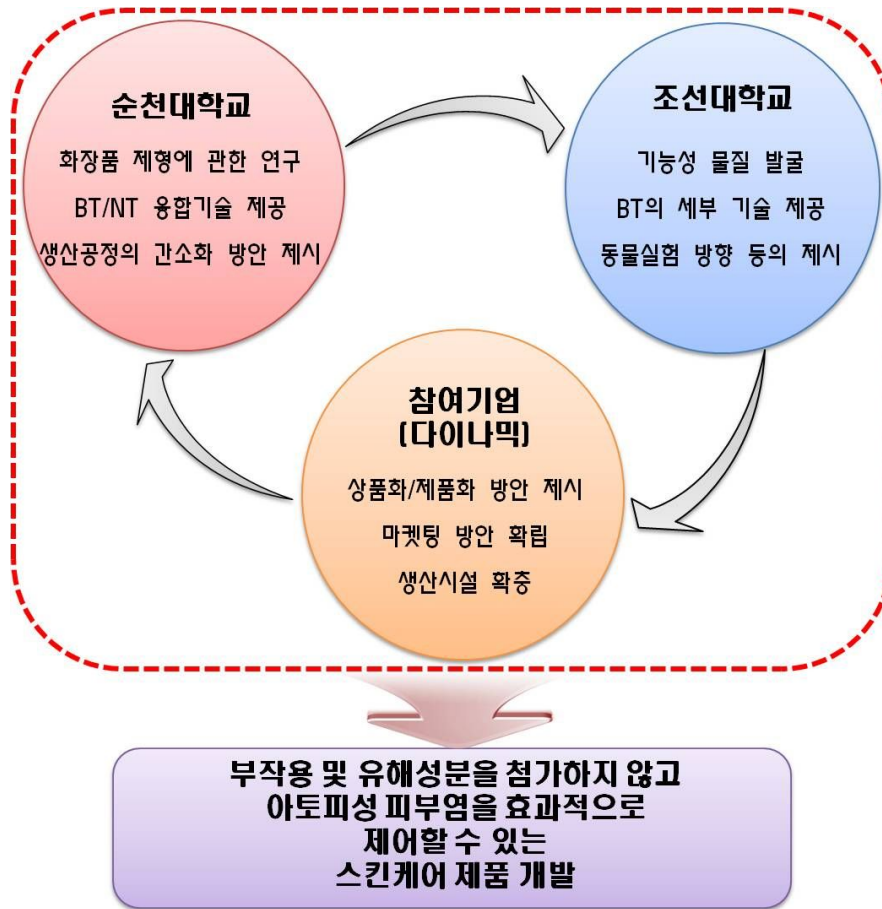 순천대학교
화장품 제형에 관한 연구
BT/NT 융합기술 제공
생산공정의 간소화 방안 제시
조선대학교
기능성 물질 발굴
BT의 세부 기술 제공
동물실험 방향 등의 제시
참여기업
(다이나믹)
상품화/제품화 방안 제시
마켓팅 방안 확립
생산시설 확충
부작용 및 유해성분을 첨가하지 않고
아토피성 피부염을 효과적으로
제어할 수 있는
스킨케어 제품 개발